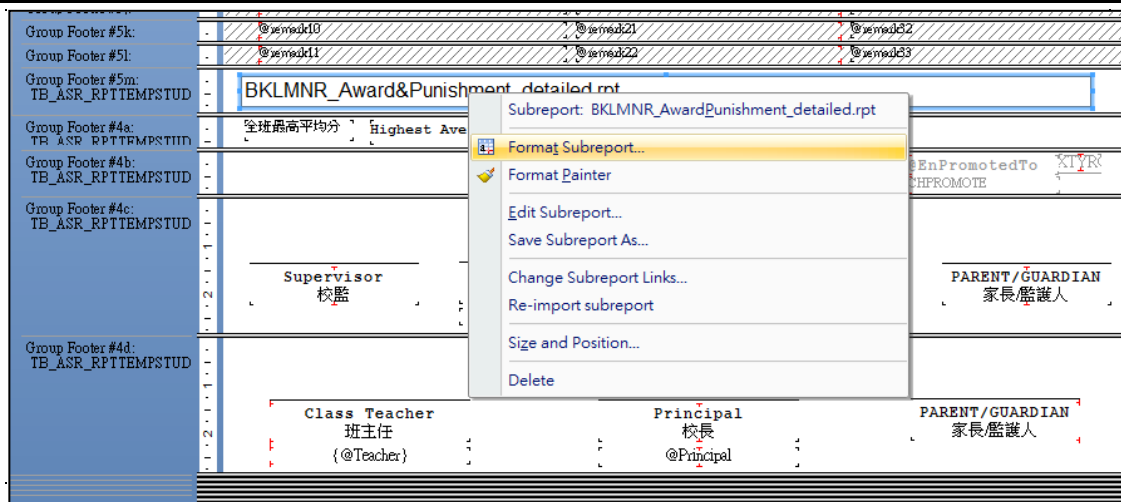 Group Footer #5k:
@remark10 @remark21 @remark32
Group Footer #5l:
@remark11 @remark22 @remark33
Group Footer #5m:
TB_ASR_RPTTEMPSTUD
BKLMNR_Award&Punishment_detailed.rpt
Subreport: BKLMNR_AwardPunishment_detailed.rpt
Group Footer #4a:
TB_ASR_RPTTEMPSTUD
全班最高平均分 Highest Ave
Format Subreport...
Group Footer #4b:
TB_ASR_RPTTEMPSTUD
Format Painter
@EnPromotedTo
CHPROMOTE
Group Footer #4c:
TB_ASR_RPTTEMPSTUD
Edit Subreport...
Save Subreport As...
Change Subreport Links...
Re-import subreport
Size and Position...
Delete
Supervisor
校監
PARENT/GUARDIAN
家長/監護人
Group Footer #4d:
TB_ASR_RPTTEMPSTUD
Class Teacher Principal PARENT/GUARDIAN
班主任 校長 家長/監護人
{@Teacher} @Principal